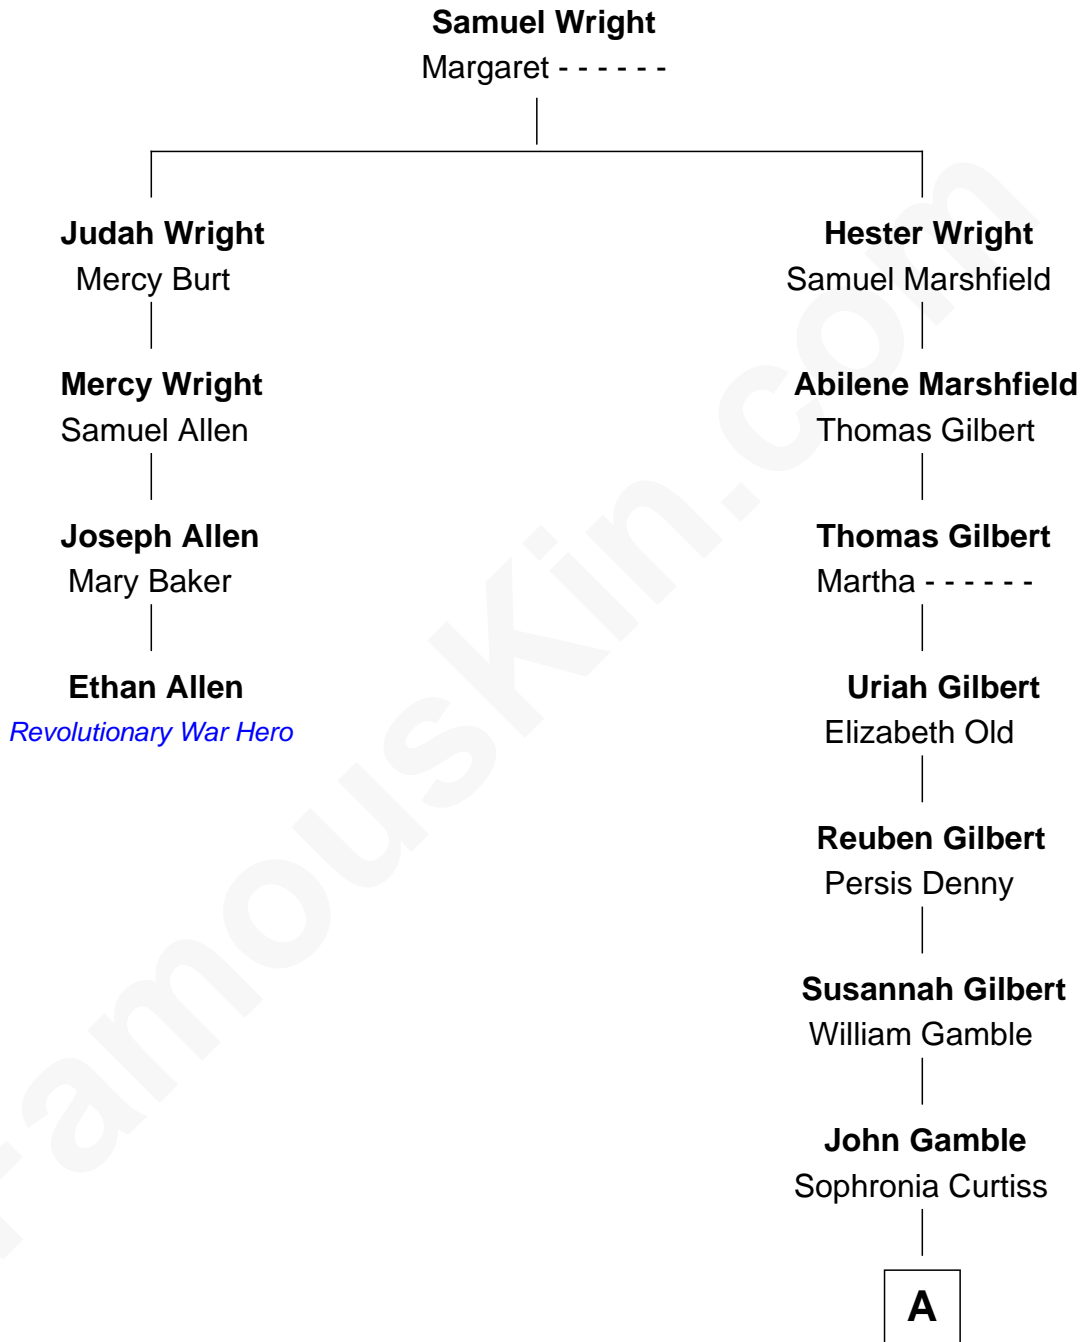 Samuel Wright
Margaret - - - - - -
Judah Wright
Mercy Burt
Hester Wright
Samuel Marshfield
Mercy Wright
Samuel Allen
Abilene Marshfield
Thomas Gilbert
Joseph Allen
Mary Baker
Thomas Gilbert
Martha - - - - - -
Ethan Allen
Revolutionary War Hero
Uriah Gilbert
Elizabeth Old
Reuben Gilbert
Persis Denny
Susannah Gilbert
William Gamble
John Gamble
Sophronia Curtiss
A
FamousKin.com